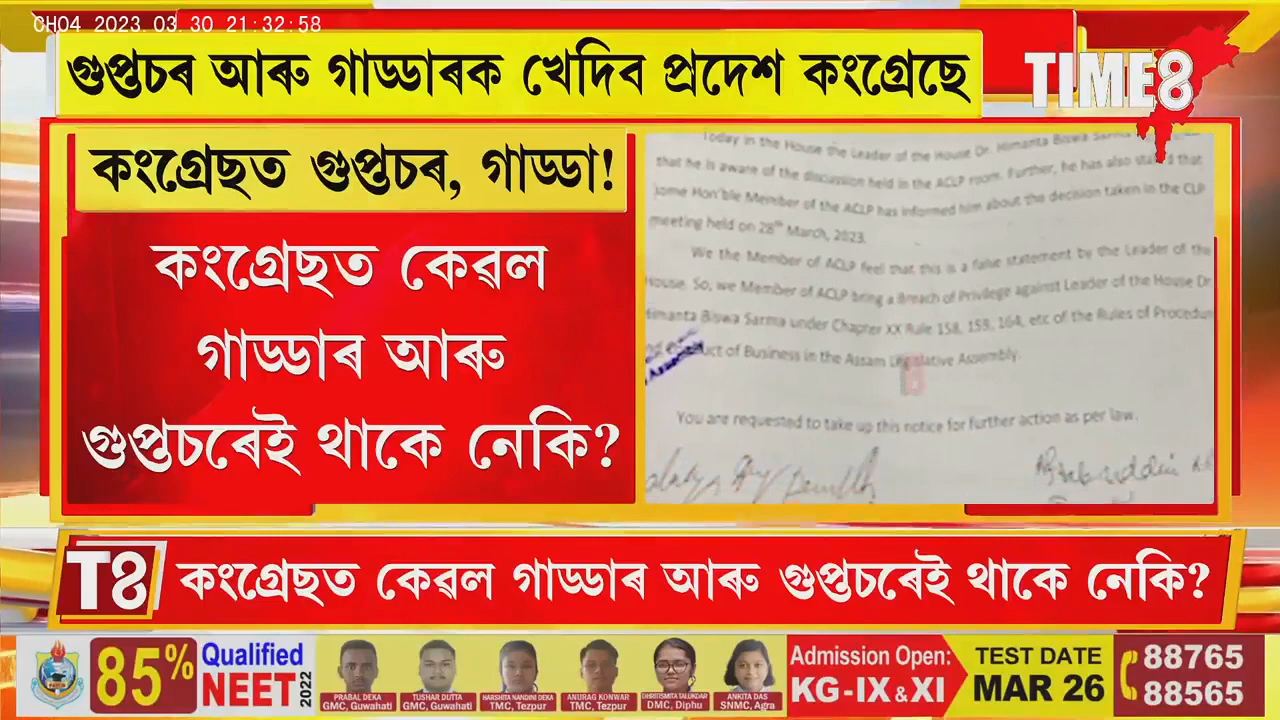 CH04 2023.03.30 21:32:58
গুপ্তচৰ আৰু গাড্ডাৰক খেদিব প্ৰদেশ কংগ্ৰেছে
TIME8
কংগ্ৰেছত গুপ্তচৰ, গাড্ডা!
কংগ্ৰেছত কেৱল
গাড্ডাৰ আৰু
গুপ্তচৰেই থাকে নেকি?
Today in the House the Leader of the House Dr. Himanta Biswa Sarma
that he is aware of the discussion held in the ACLP room. Further, he has also stated that
some Hon'ble Member of the ACLP has informed him about the decision taken in the CLP
meeting held on 28th March, 2023.
We the Member of ACLP feel that this is a false statement by the Leader of the
House. So, we Member of ACLP bring a Breach of Privilege against Leader of the House Dr.
Himanta Biswa Sarma under Chapter XX Rule 158, 159, 164, etc of the Rules of Procedure
and Conduct of Business in the Assam Legislative Assembly.
You are requested to take up this notice for further action as per law.
T8 কংগ্ৰেছত কেৱল গাড্ডাৰ আৰু গুপ্তচৰেই থাকে নেকি?
85% Qualified NEET 2022
PRABAL DEKA
GMC, Guwahati
TUSHAR DUTTA
GMC, Guwahati
HARSHITA NANDINI DEKA
TMC, Tezpur
ANURAG KONWAR
TMC, Tezpur
DHRITISMITA TALUKDAR
DMC, Diphu
ANKITA DAS
SNMC, Agra
Admission Open:
KG-IX & XI
TEST DATE
MAR 26
88765
88565